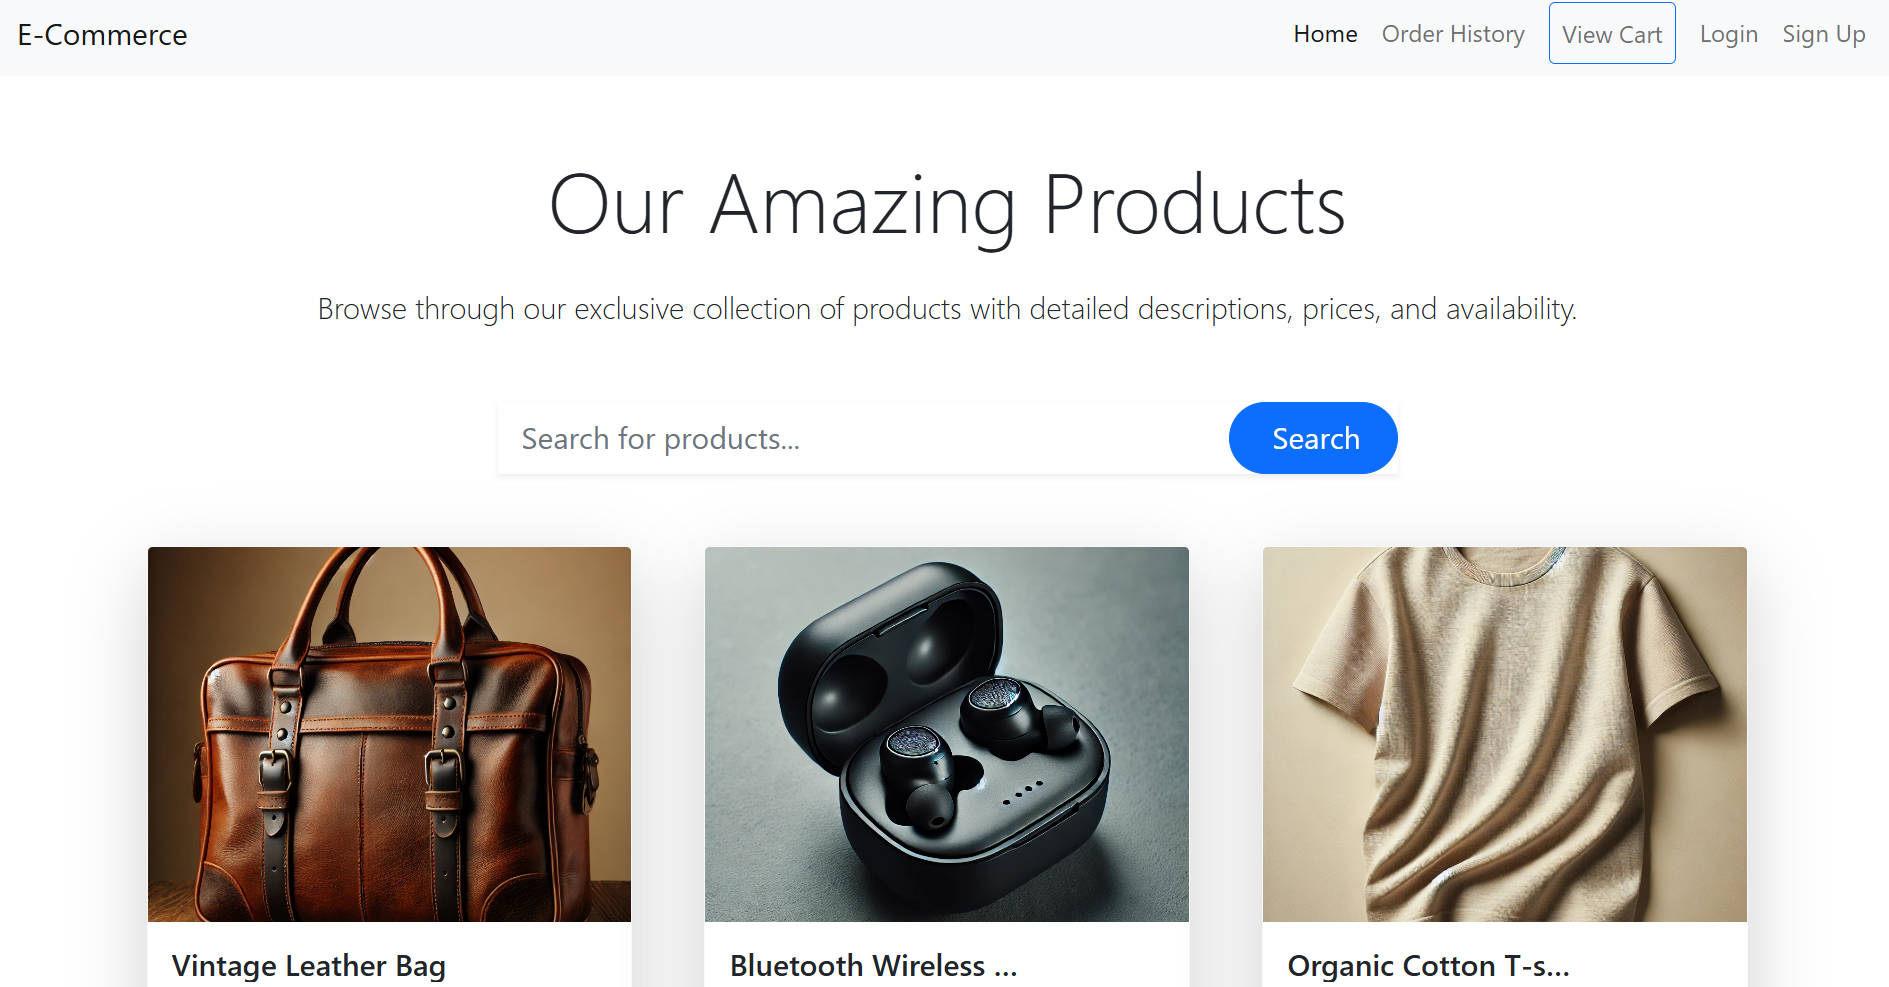 E-Commerce
Home Order History View Cart Login Sign Up
Our Amazing Products
Browse through our exclusive collection of products with detailed descriptions, prices, and availability.
Search for products... Search
Vintage Leather Bag
Bluetooth Wireless ...
Organic Cotton T-s...